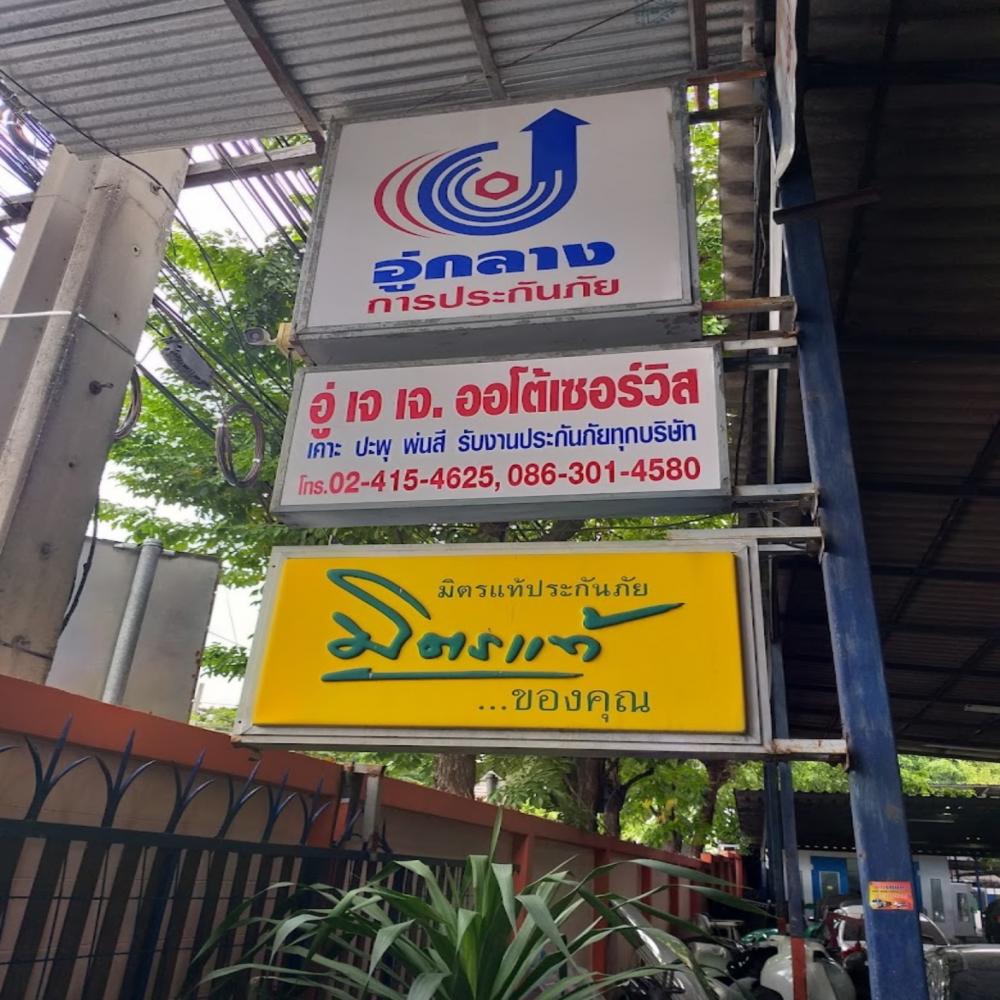 อู่กลาง
การประกันภัย
อู่ เจ เจ. ออโต้เซอร์วิส
เคาะ ปะผุ พ่นสี รับงานประกันภัยทุกบริษัท
โทร.02-415-4625, 086-301-4580
มิตรแท้ประกันภัย
มิตรแท้
...ของคุณ